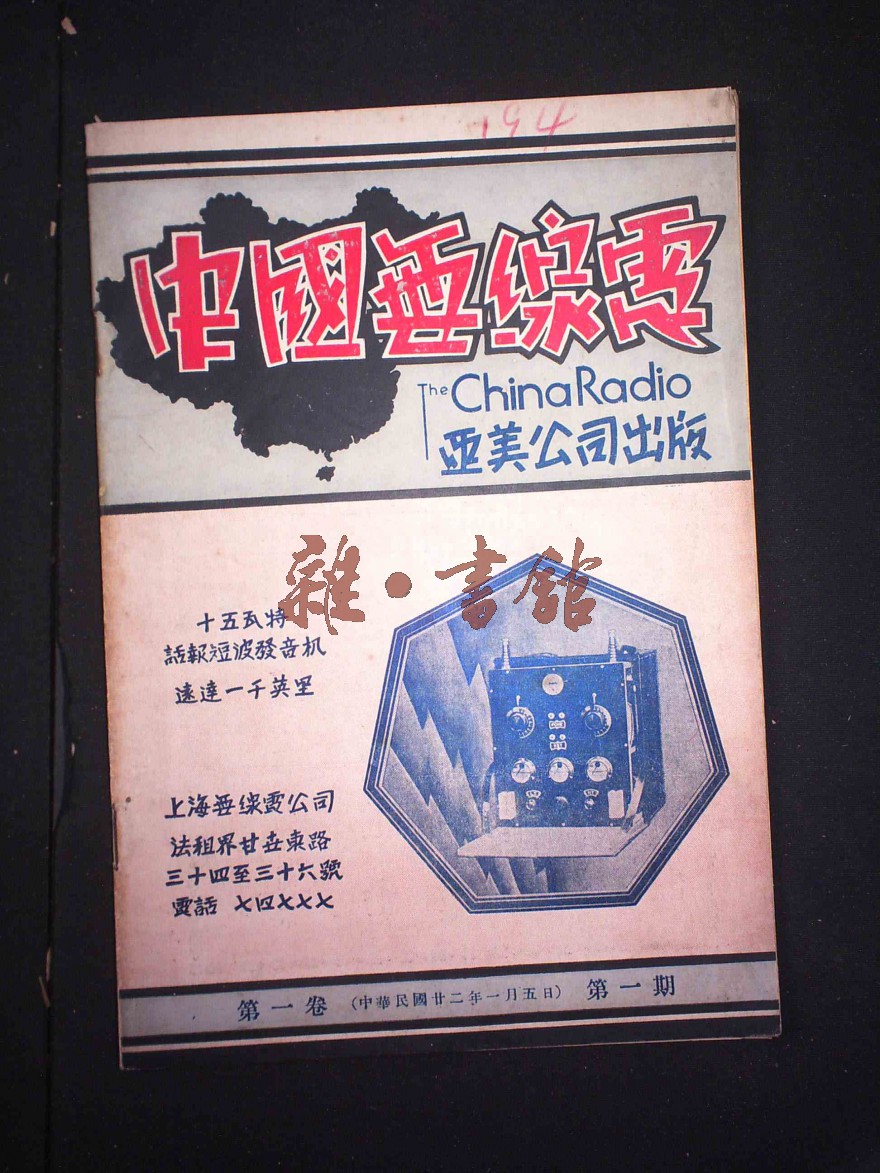 194
中國無線電
The China Radio
亞美公司出版
雜·書館
十五瓦特
話報短波發音机
遠達一千英里
上海無線電公司
法租界甘世東路
三十四至三十六號
電話 七四七七七
第一卷 (中華民國廿二年一月五日) 第一期